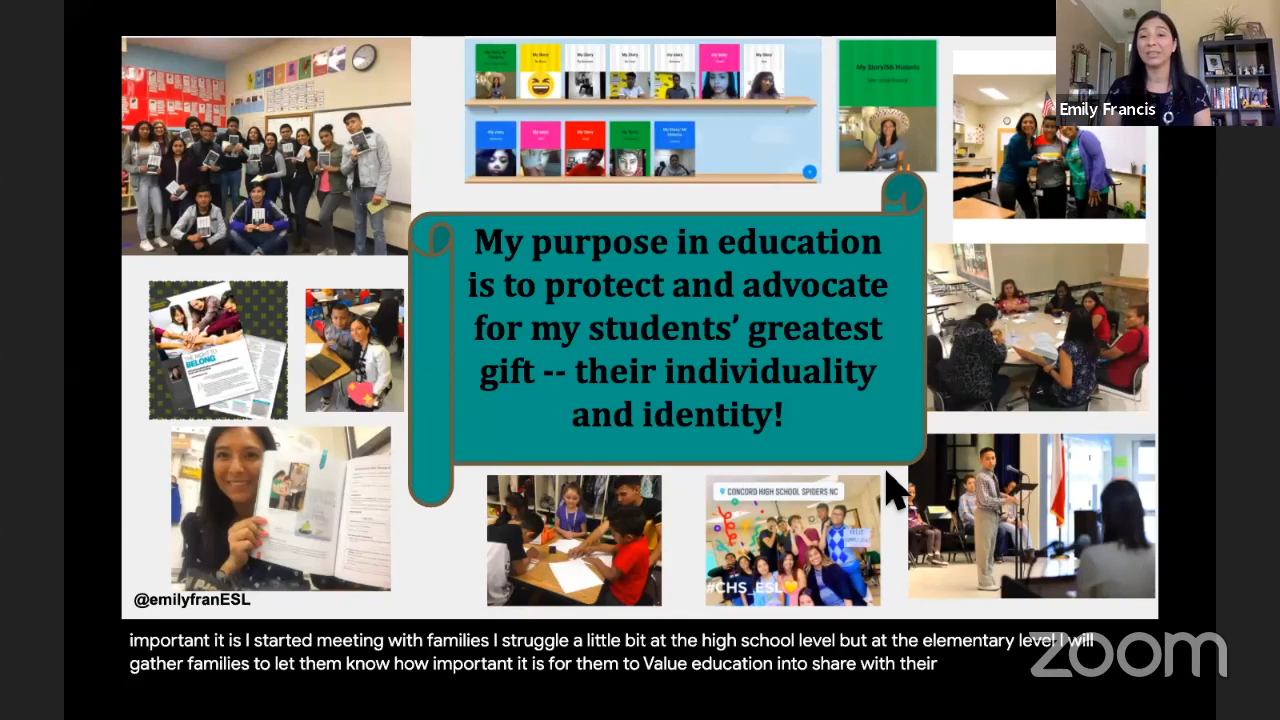 Emily Francis
My Story/Mi Historia
My purpose in education
is to protect and advocate
for my students’ greatest
gift -- their individuality
and identity!
THE RIGHT TO
BELONG
CONCORD HIGH SCHOOL SPIDERS NC
#CHS_ESL
@emilyfranESL
important it is I started meeting with families I struggle a little bit at the high school level but at the elementary level I will
gather families to let them know how important it is for them to Value education into share with their
zoom